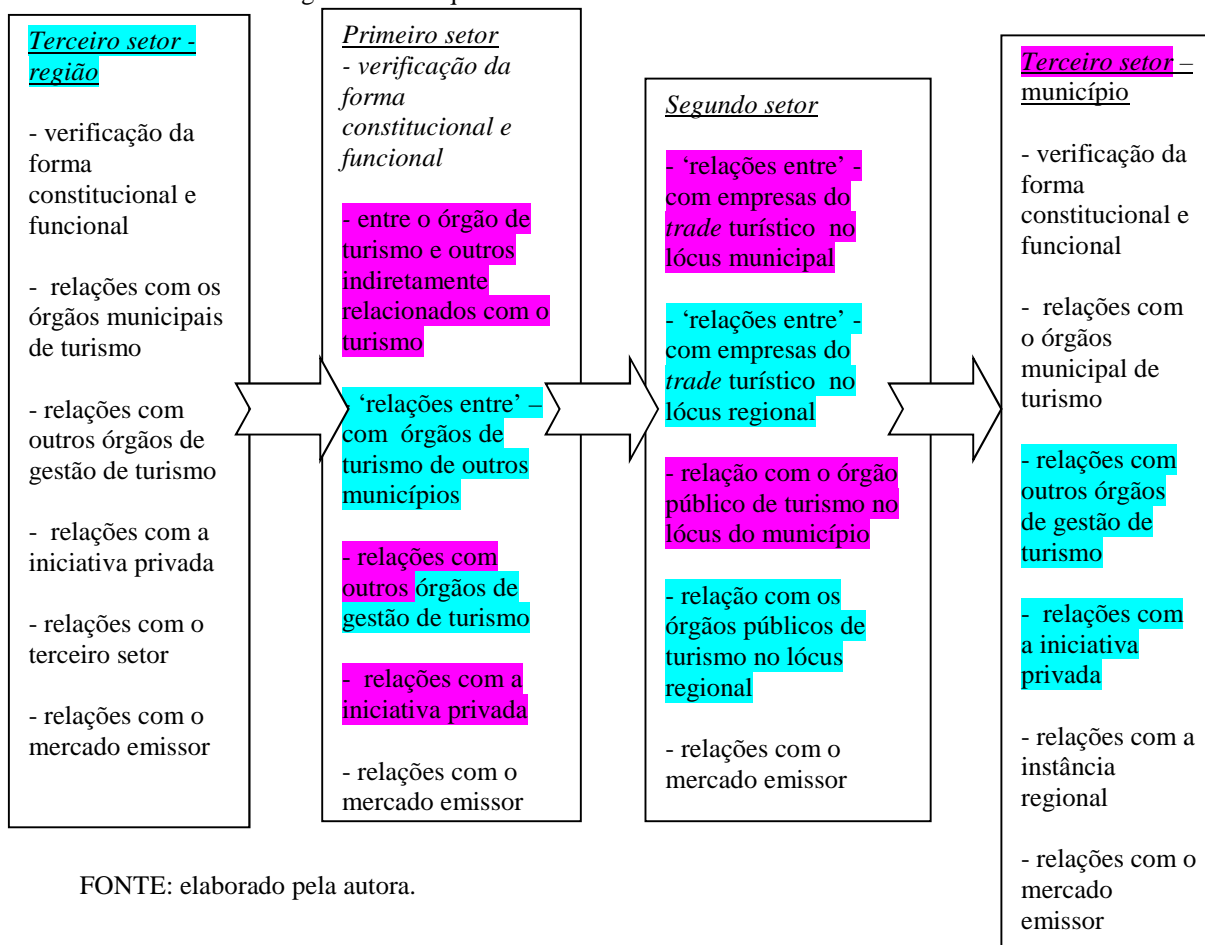 Terceiro setor -
região
- verificação da
forma
constitucional e
funcional
- relações com os
órgãos municipais
de turismo
- relações com
outros órgãos de
gestão de turismo
- relações com a
iniciativa privada
- relações com o
terceiro setor
- relações com o
mercado emissor
Primeiro setor
- verificação da
forma
constitucional e
funcional
- entre o órgão de
turismo e outros
indiretamente
relacionados com o
turismo
- 'relações entre' –
com órgãos de
turismo de outros
municípios
- relações com
outros órgãos de
gestão de turismo
- relações com a
iniciativa privada
- relações com o
mercado emissor
Segundo setor
- 'relações entre' -
com empresas do
trade turístico no
lócus municipal
- 'relações entre' -
com empresas do
trade turístico no
lócus regional
- relação com o órgão
público de turismo no
lócus do município
- relação com os
órgãos públicos de
turismo no lócus
regional
- relações com o
mercado emissor
Terceiro setor –
município
- verificação da
forma
constitucional e
funcional
- relações com
o órgãos
municipal de
turismo
- relações com
outros órgãos
de gestão de
turismo
- relações com
a iniciativa
privada
- relações com a
instância
regional
- relações com o
mercado
emissor
FONTE: elaborado pela autora.